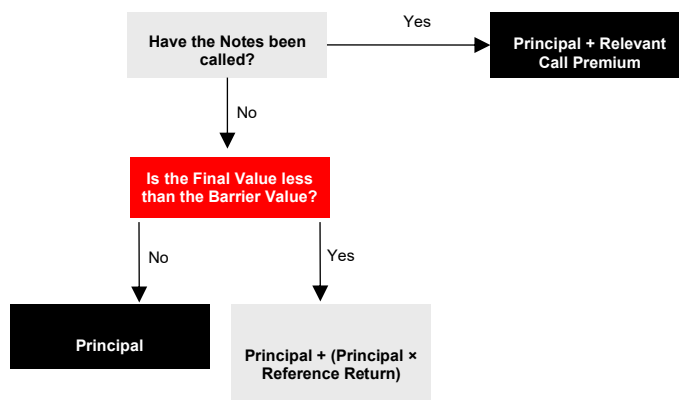 Have the Notes been
called?
Yes
Principal + Relevant
Call Premium
No
Is the Final Value less
than the Barrier Value?
No
Yes
Principal
Principal + (Principal ×
Reference Return)